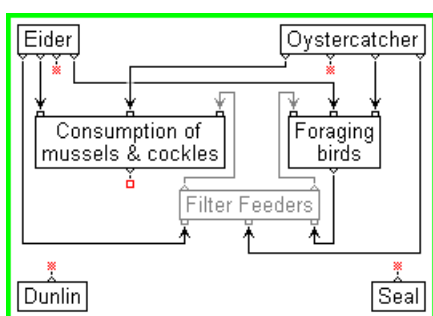 Eider
Oystercatcher
Consumption of
mussels & cockles
Foraging
birds
Filter Feeders
Dunlin
Seal